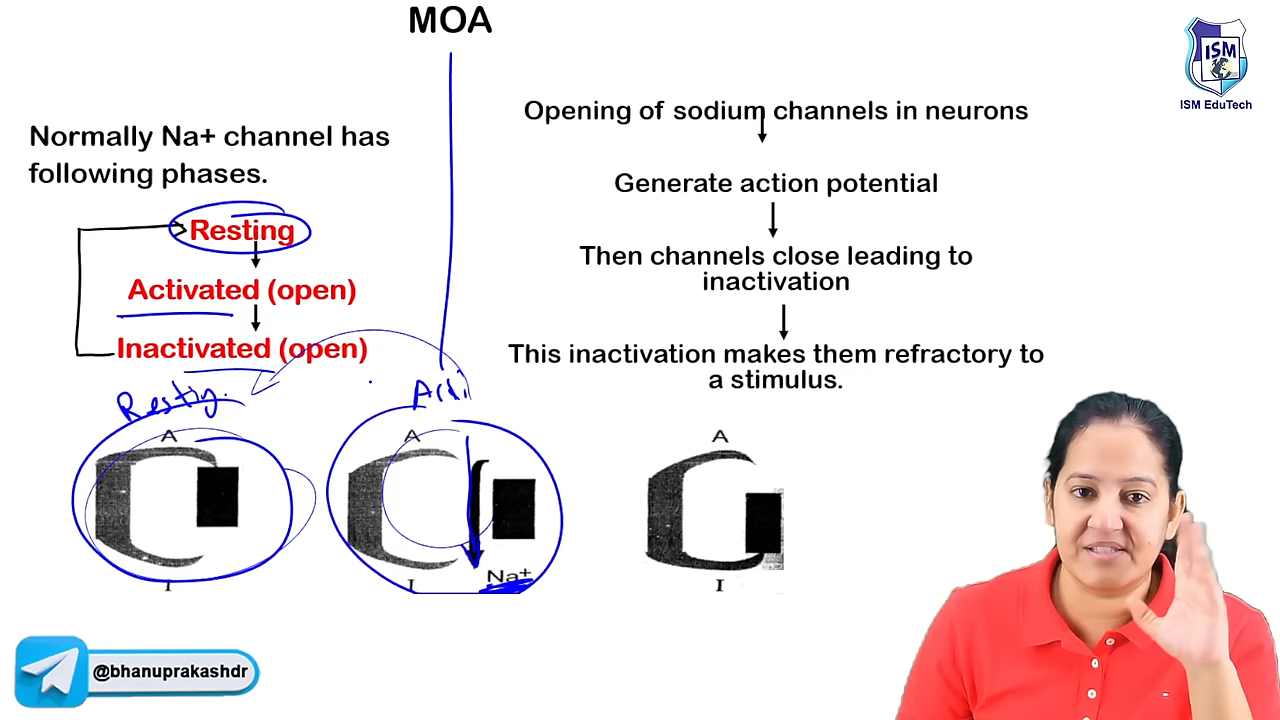 MOA
ISM
ISM EduTech
Normally Na+ channel has
following phases.
Resting
Activated (open)
Inactivated (open)
Opening of sodium channels in neurons
Generate action potential
Then channels close leading to
inactivation
This inactivation makes them refractory to
a stimulus.
Resting
A
I
A
I
Na+
A
I
@bhanuprakashdr